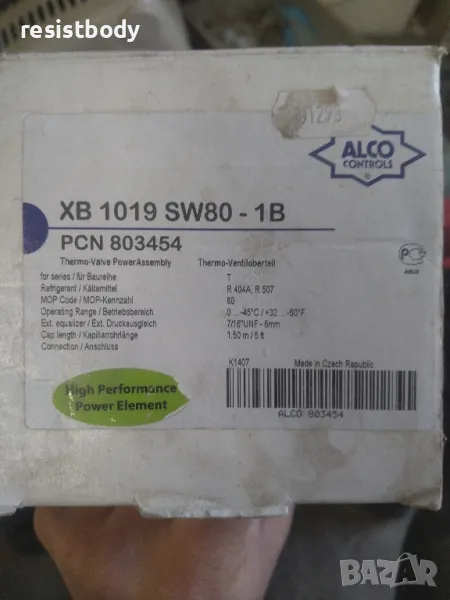 resistbody
ALCO
CONTROLS
®
XB 1019 SW80 - 1B
PCN 803454
Thermo-Valve PowerAssembly Thermo-Ventiloberteil
for series / für Baureihe T
Refrigerant / Kältemittel R 404A, R 507
MOP Code / MOP-Kennzahl 60
Operating Range / Betriebsbereich 0 ... -45°C / +32 ... -50°F
Ext. equalizer / Ext. Druckausgleich 7/16"UNF - 6mm
Cap length / Kapillarrohrlänge 1.50 m / 5 ft
Connection / Anschluss
K1407 Made in Czech Republic
High Performance
Power Element
ALCO 803454
BAZAR